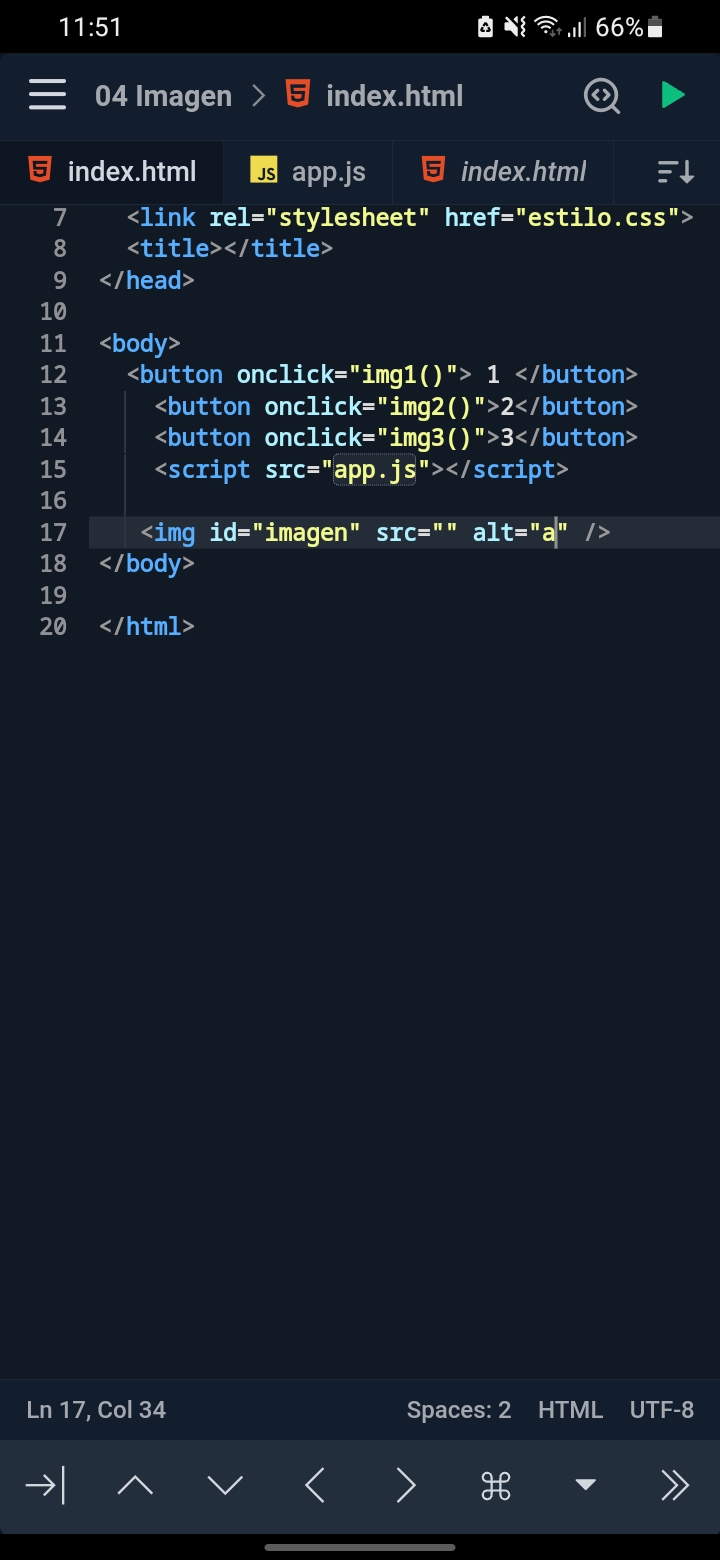 11:51 66%
04 Imagen > index.html
index.html JS app.js index.html
7 <link rel="stylesheet" href="estilo.css">
8 <title></title>
9 </head>
10
11 <body>
12 <button onclick="img1()"> 1 </button>
13 <button onclick="img2()">2</button>
14 <button onclick="img3()">3</button>
15 <script src="app.js"></script>
16
17 <img id="imagen" src="" alt="a" />
18 </body>
19
20 </html>
Ln 17, Col 34 Spaces: 2 HTML UTF-8